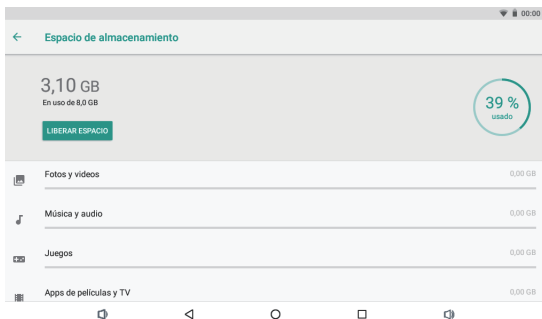 00:00
Espacio de almacenamiento
3,10 GB
En uso de 8,0 GB
39 %
usado
LIBERAR ESPACIO
Fotos y videos 0,00 GB
Música y audio 0,00 GB
Juegos 0,00 GB
Apps de películas y TV 0,00 GB